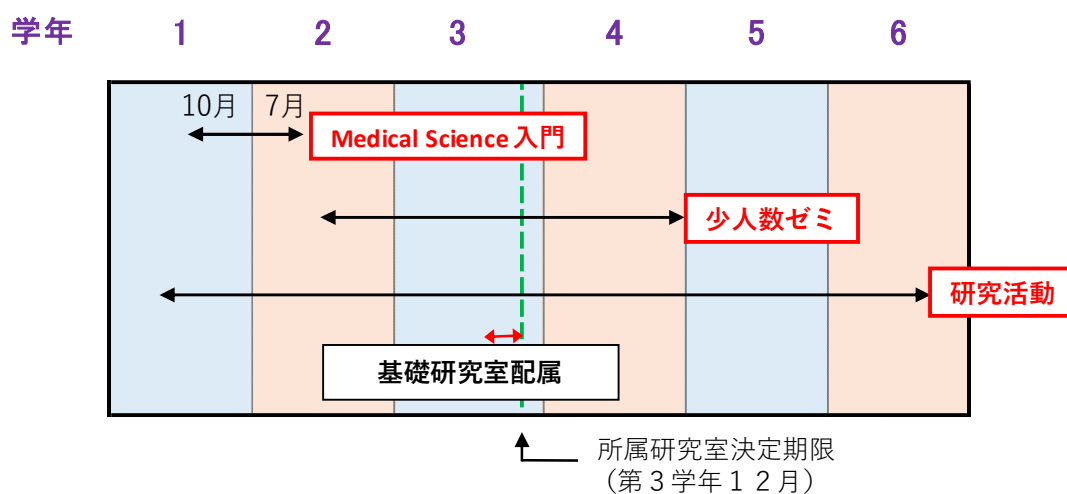 学年 1 2 3 4 5 6
10月 7月
Medical Science 入門
少人数ゼミ
研究活動
基礎研究室配属
所属研究室決定期限
（第３学年１２月）